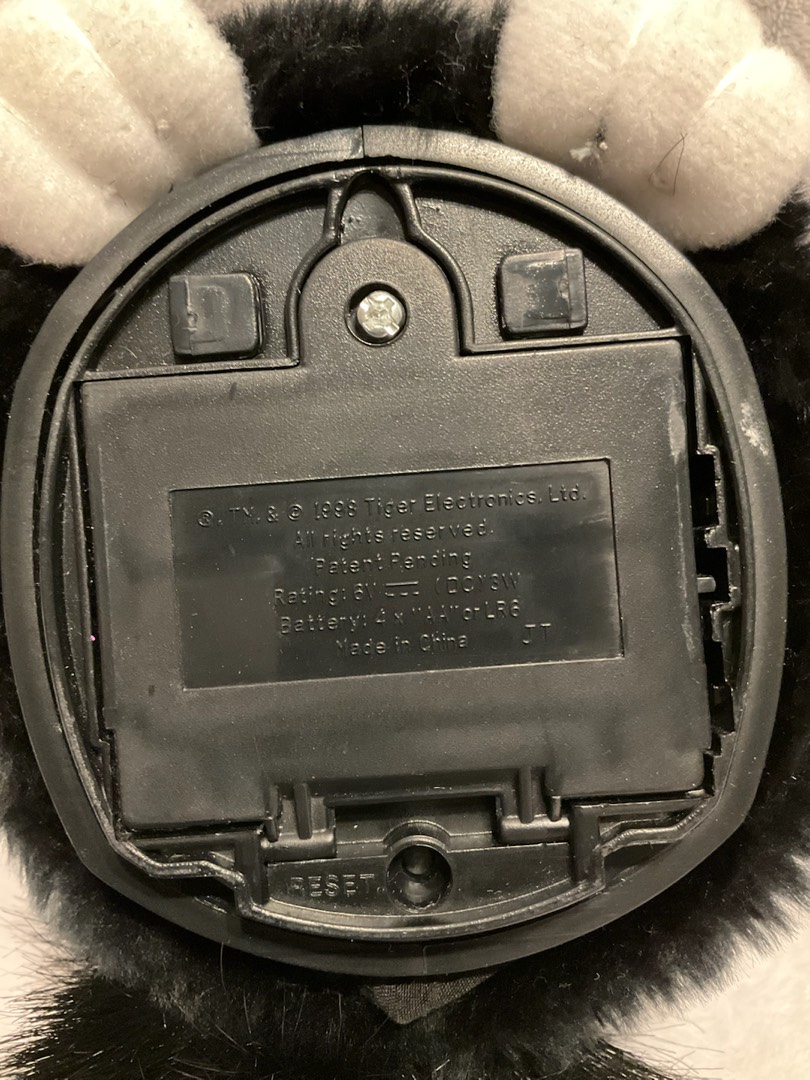 ®, TM, & © 1998 Tiger Electronics, Ltd.
All rights reserved.
Patent Pending
Rating: 6V ⎓ (DC) 3W
Battery: 4 x "AA" or LR6
Made in China JT
RESET